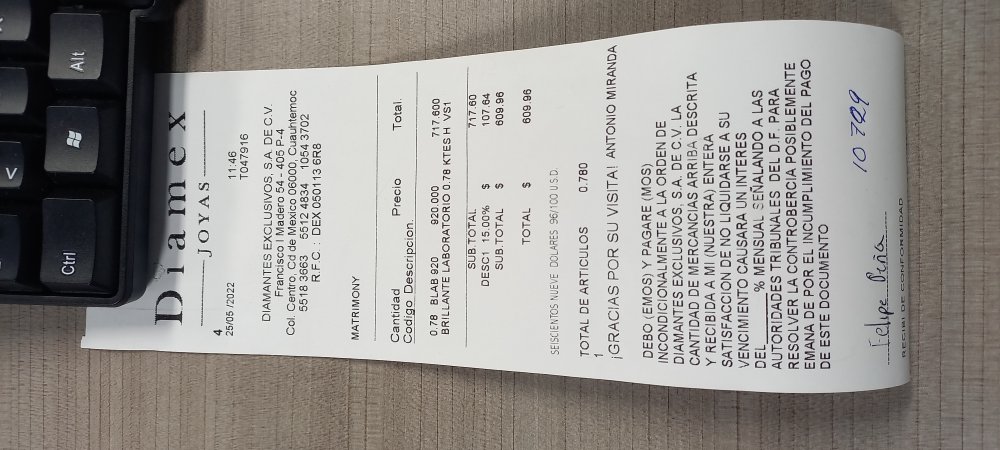 Diamex
JOYAS
4
25/05 /2022 11:46
T047916
DIAMANTES EXCLUSIVOS, S.A. DE C.V.
Francisco I Madero 54 - 405 P-4
Col. Centro, Cd de Mexico 06000, Cuauhtemoc
5518 3663 5512 4834 1054 3702
R.F.C. : DEX 050113 6R8
MATRIMONY
Cantidad Precio Total.
Codigo Descripcion.
0.78 BLAB 920 920.000 717.600
BRILLANTE LABORATORIO 0.78 KTES H VS1
SUB.TOTAL 717.60
DESC1 15.00% $ 107.64
SUB.TOTAL $ 609.96
TOTAL $ 609.96
SEISCIENTOS NUEVE DOLARES 96/100 U.S.D.
TOTAL DE ARTICULOS 0.780
1
¡GRACIAS POR SU VISITA! ANTONIO MIRANDA
DEBO (EMOS) Y PAGARE (MOS)
INCONDICIONALMENTE A LA ORDEN DE
DIAMANTES EXCLUSIVOS, S.A. DE C.V. LA
CANTIDAD DE MERCANCIAS ARRIBA DESCRITA
Y RECIBIDA A MI (NUESTRA) ENTERA
SATISFACCION DE NO LIQUIDARSE A SU
VENCIMIENTO CAUSARA UN INTERES
DEL ____% MENSUAL SEÑALANDO A LAS
AUTORIDADES TRIBUNALES DEL D.F. PARA
RESOLVER LA CONTROBERCIA POSIBLEMENTE
EMANA DFE POR EL INCUMPLIMIENTO DEL PAGO
DE ESTE DOCUMENTO
Felipe Peña 10 729
RECIBI DE CONFORMIDAD
Alt
Ctrl
<